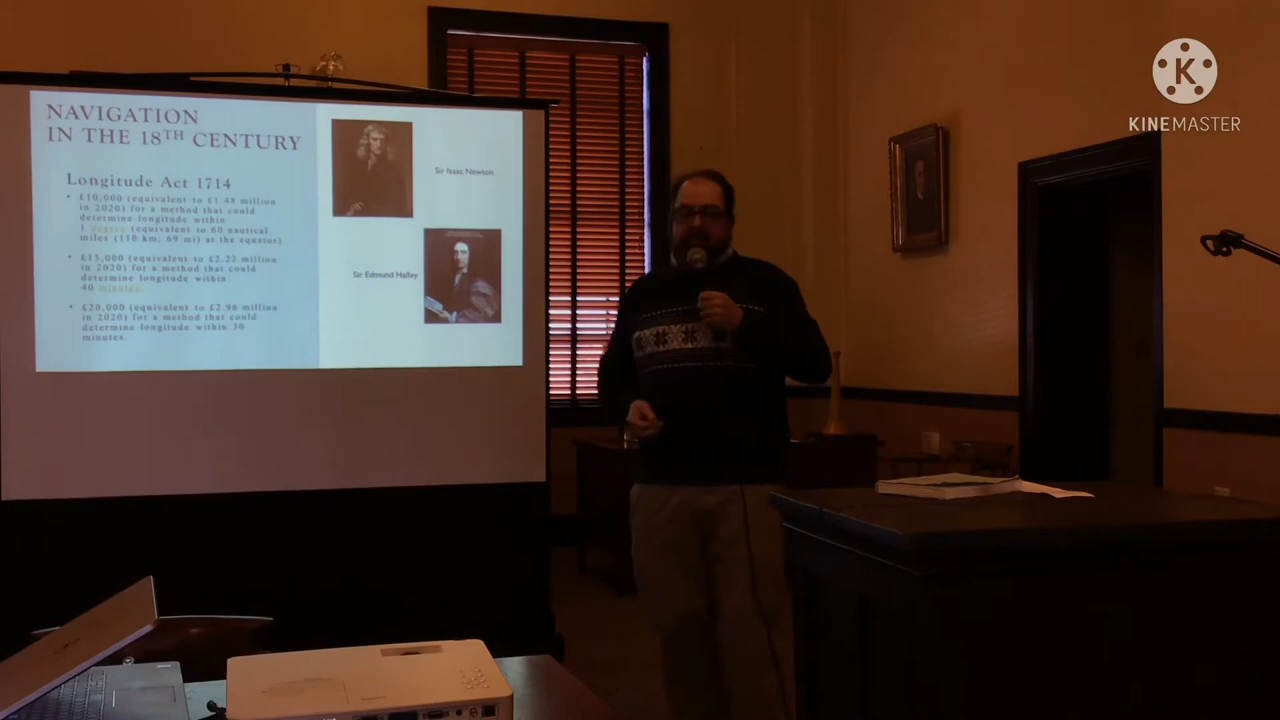 NAVIGATION
IN THE 18TH CENTURY
Longitude Act 1714
• £10,000 (equivalent to £1.48 million
in 2020) for a method that could
determine longitude within
1 degree (equivalent to 60 nautical
miles (110 km; 69 mi) at the equator)
• £15,000 (equivalent to £2.22 million
in 2020) for a method that could
determine longitude within
40 minutes.
• £20,000 (equivalent to £2.96 million
in 2020) for a method that could
determine longitude within 30
minutes.
Sir Isaac Newton
Sir Edmund Halley
K
KINEMASTER